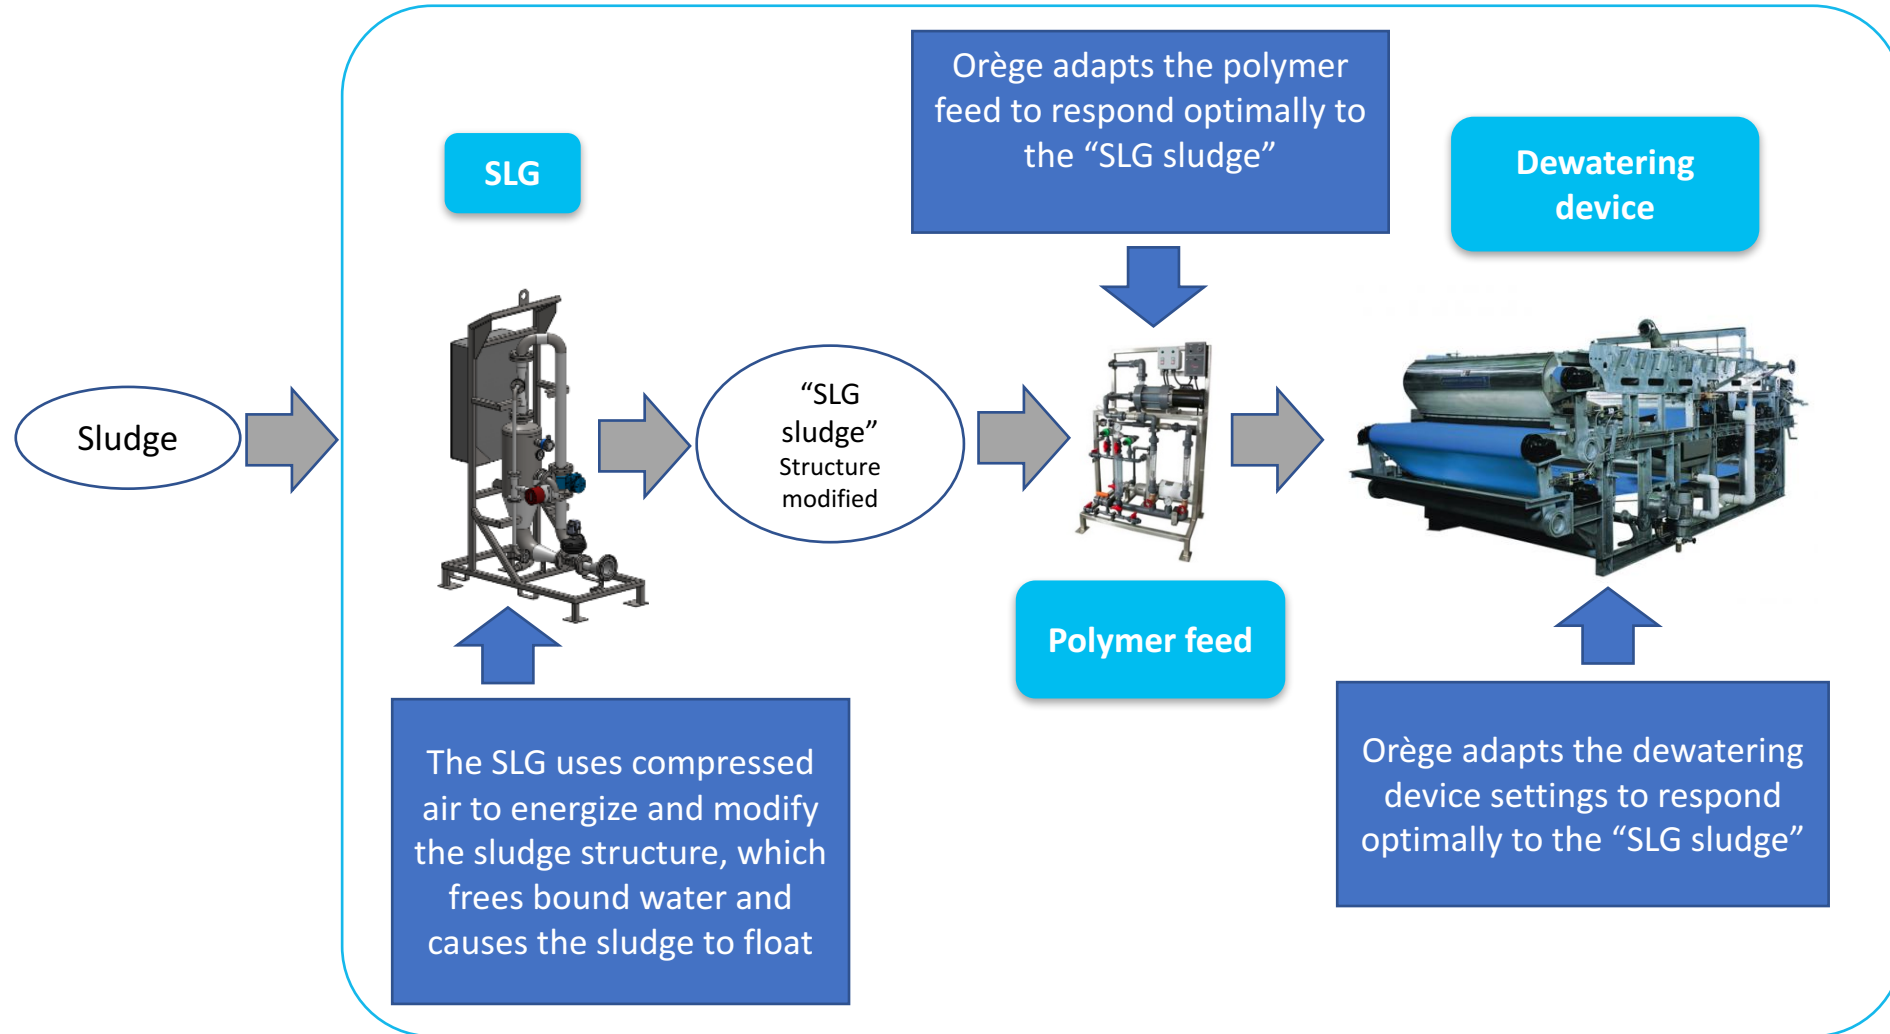 Sludge
SLG
The SLG uses compressed
air to energize and modify
the sludge structure, which
frees bound water and
causes the sludge to float
“SLG
sludge”
Structure
modified
Orège adapts the polymer
feed to respond optimally to
the “SLG sludge”
Polymer feed
Dewatering
device
Orège adapts the dewatering
device settings to respond
optimally to the “SLG sludge”